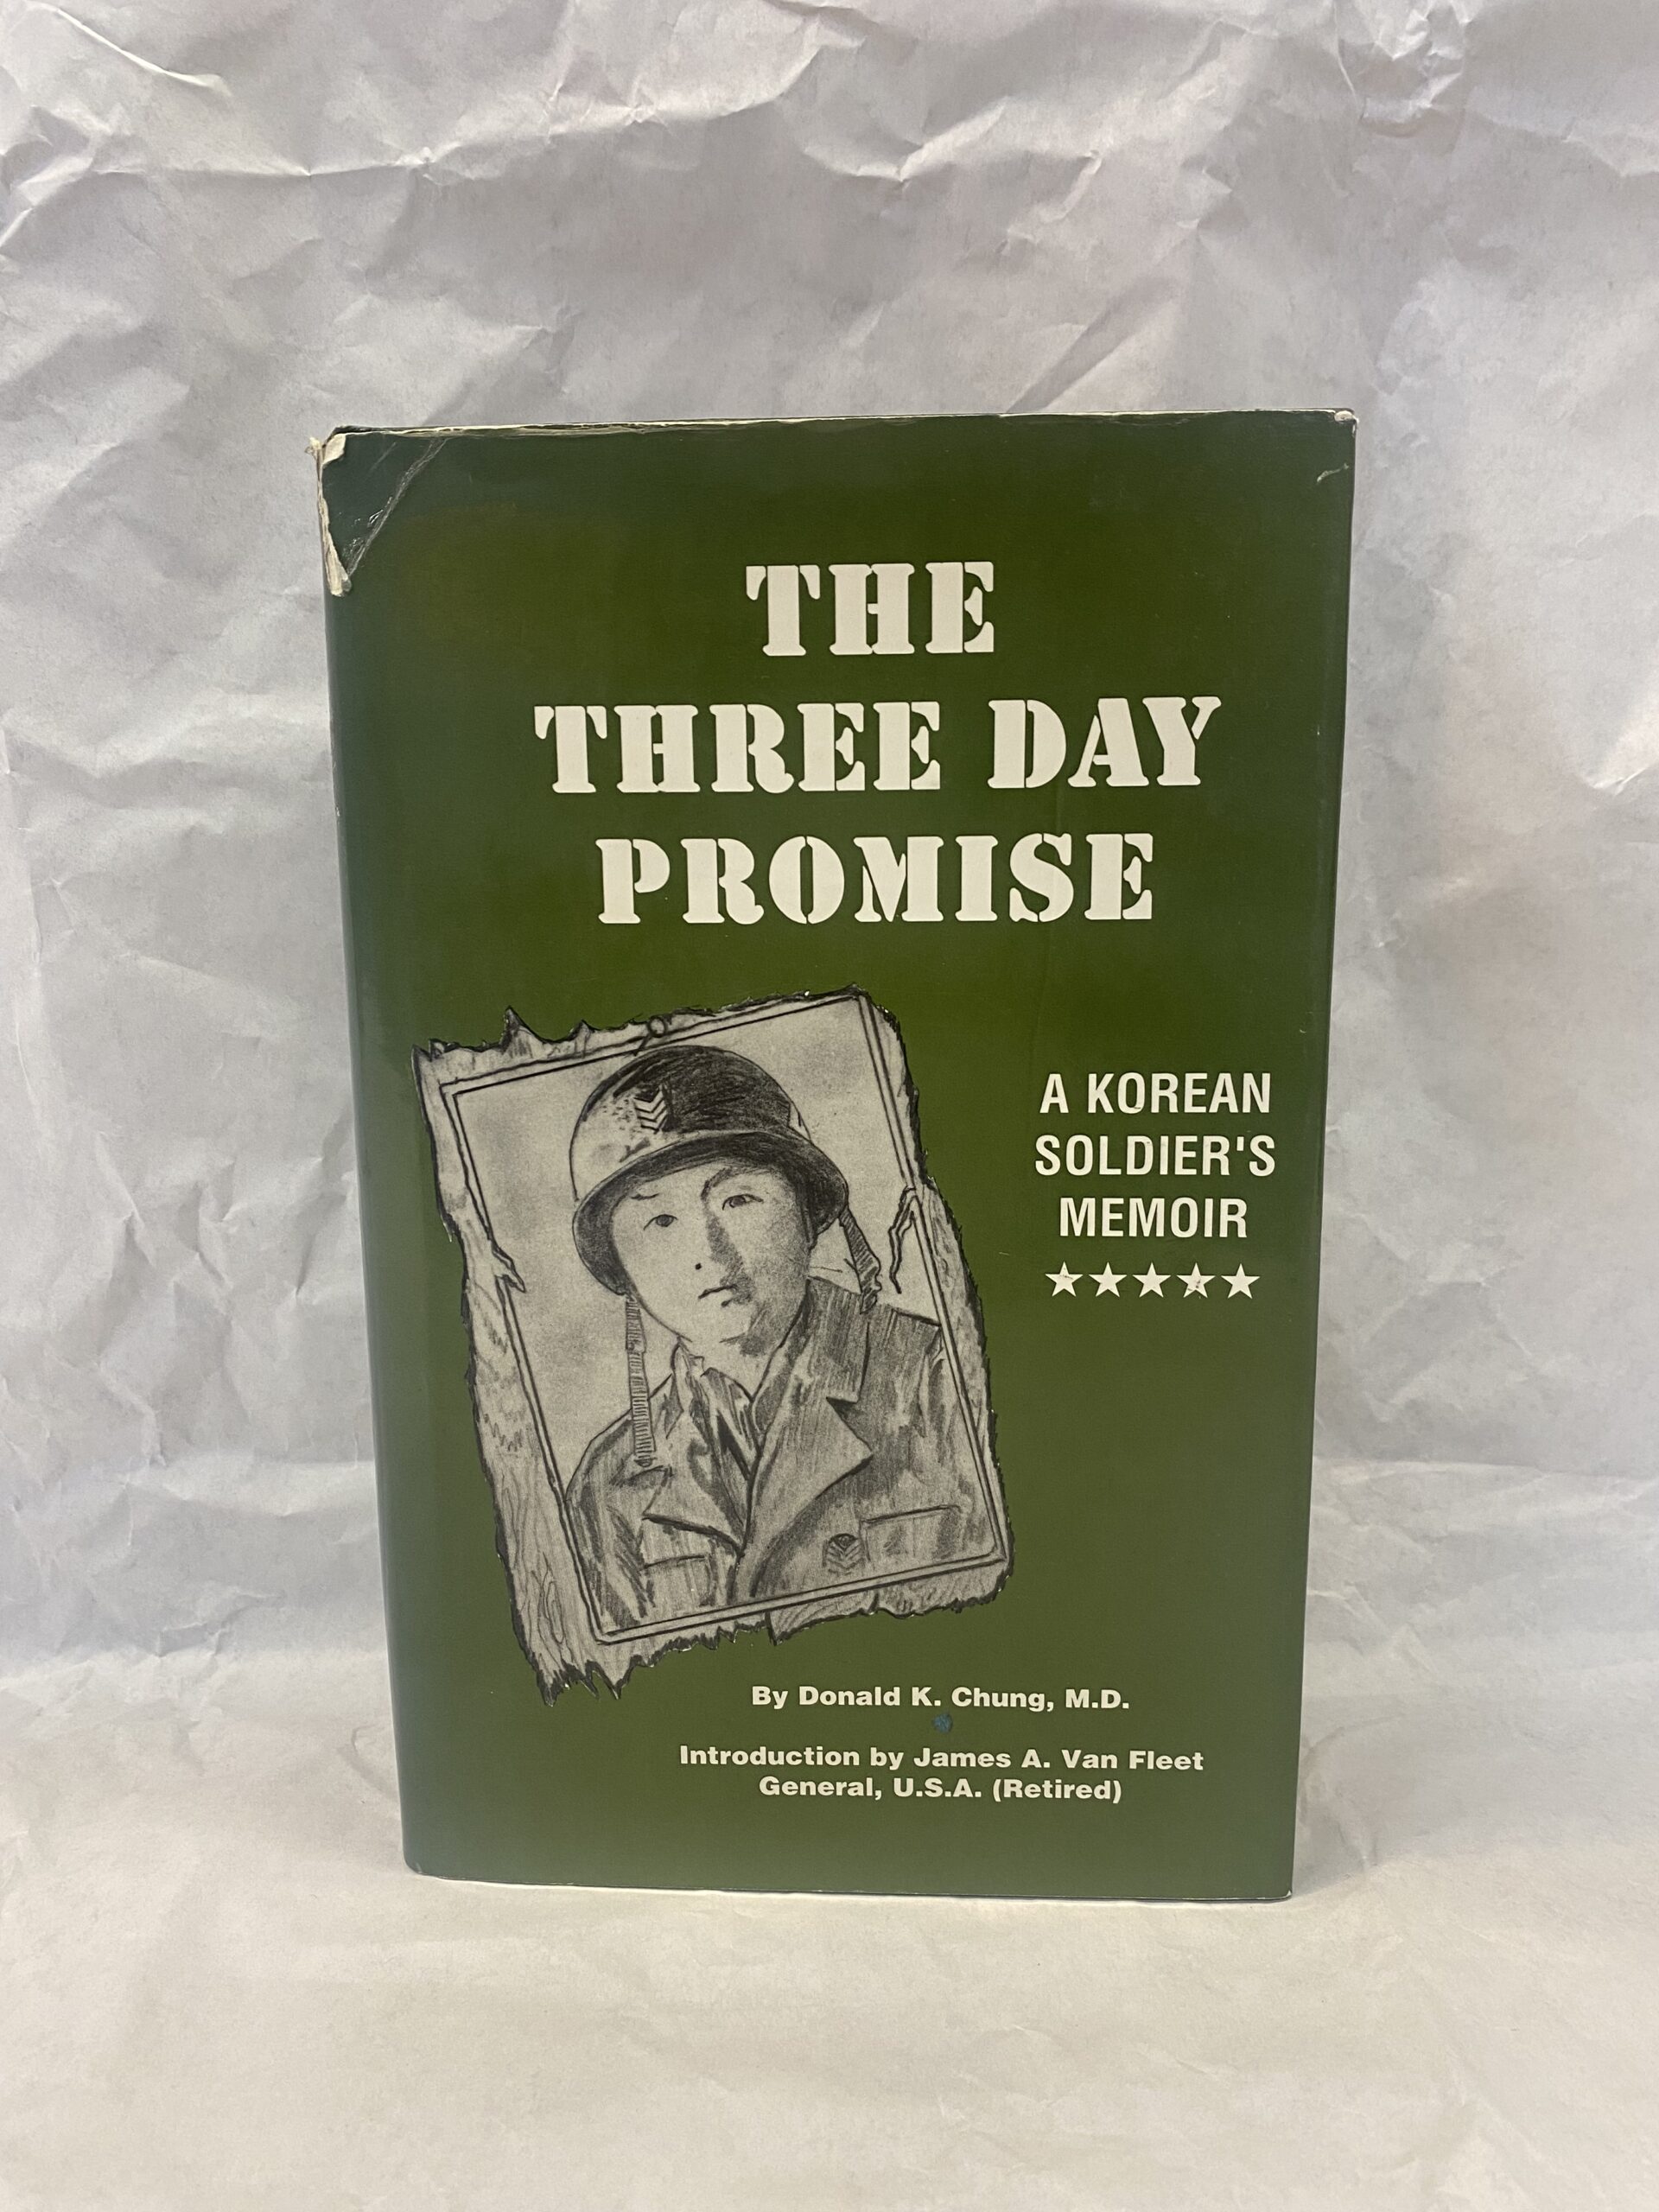 THE
THREE DAY
PROMISE
A KOREAN
SOLDIER'S
MEMOIR
★★★★★
By Donald K. Chung, M.D.
Introduction by James A. Van Fleet
General, U.S.A. (Retired)